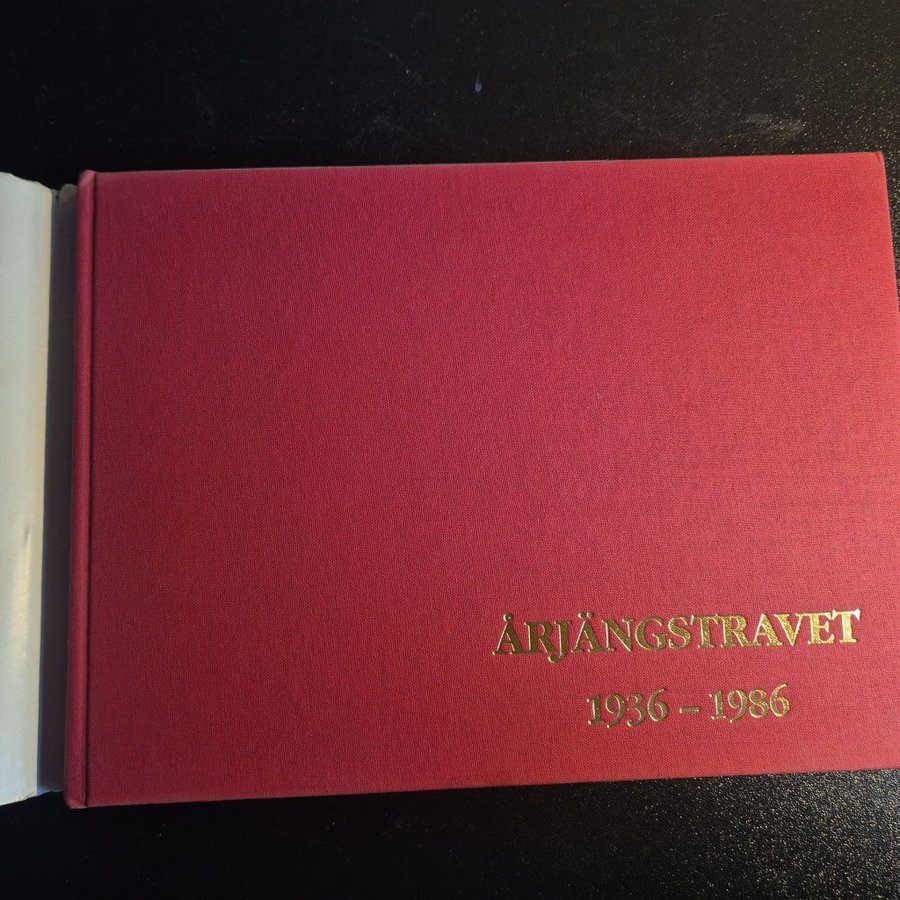 ÅRJÄNGSTRAVET
1936 – 1986